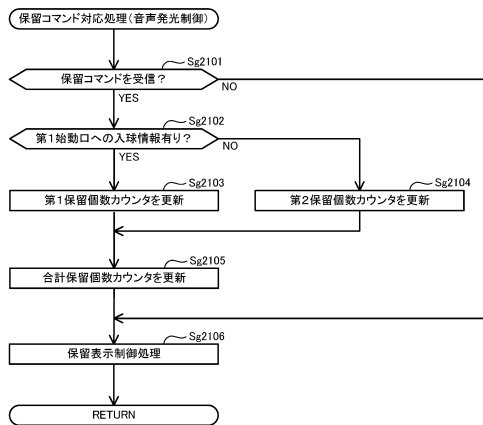 保留コマンド対応処理(音声発光制御)
Sg2101
保留コマンドを受信?
NO
YES
Sg2102
第1始動口への入球情報有り?
NO
YES
Sg2103
第1保留個数カウンタを更新
Sg2104
第2保留個数カウンタを更新
Sg2105
合計保留個数カウンタを更新
Sg2106
保留表示制御処理
RETURN